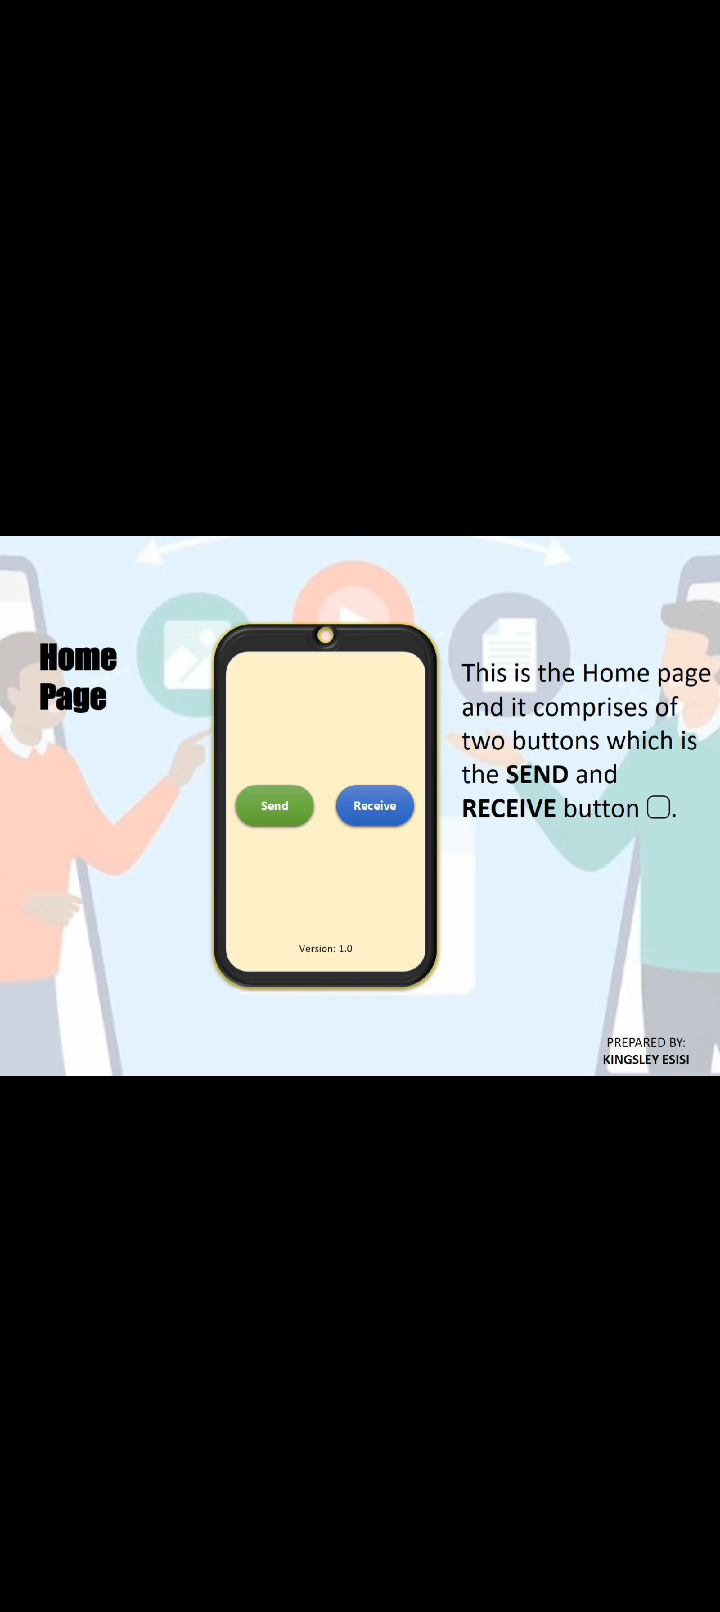 Home
Page
Send
Receive
Version: 1.0
This is the Home page
and it comprises of
two buttons which is
the SEND and
RECEIVE button ▢.
PREPARED BY:
KINGSLEY ESISI